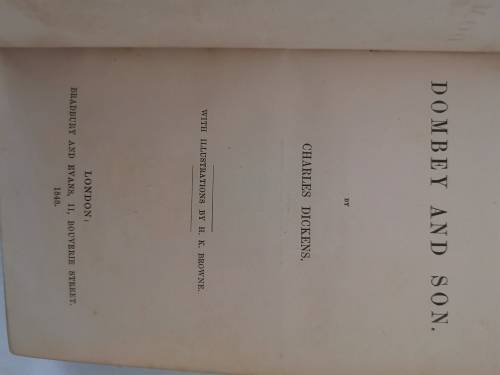 DOMBEY AND SON.
BY
CHARLES DICKENS.
WITH ILLUSTRATIONS BY H. K. BROWNE.
LONDON:
BRADBURY AND EVANS, 11, BOUVERIE STREET.
1848.